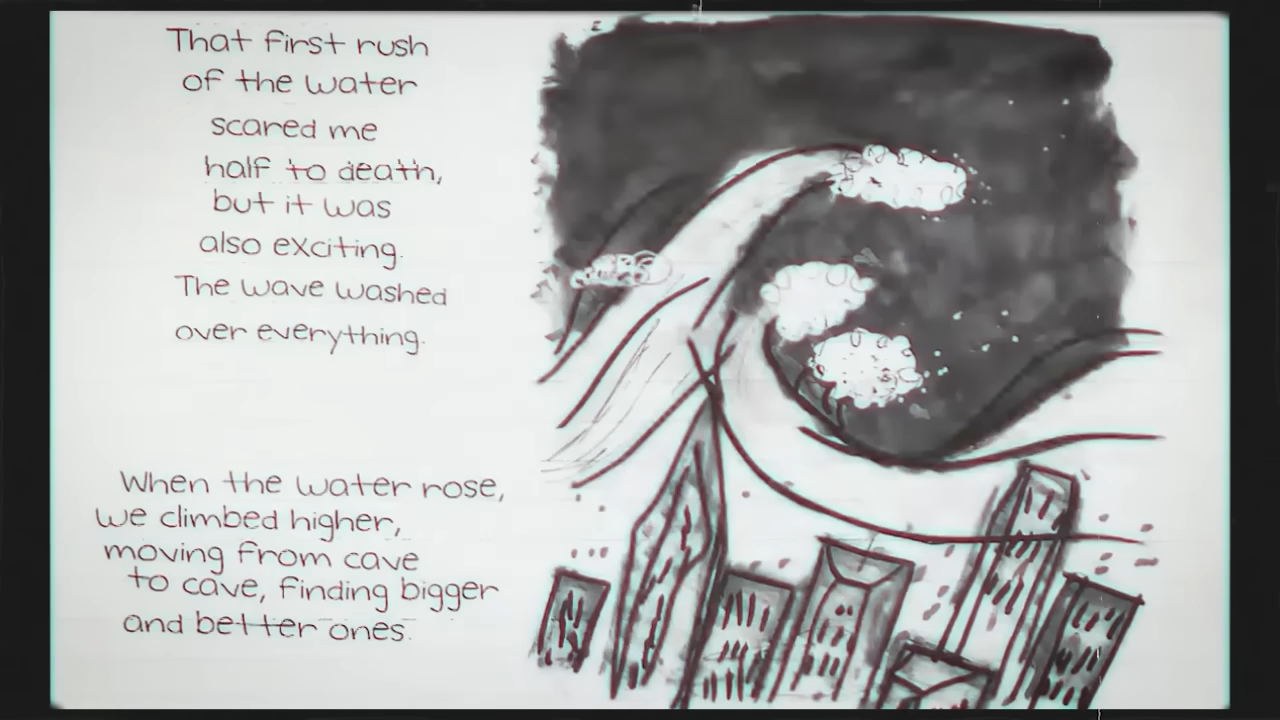 That first rush
of the water
scared me
half to death,
but it was
also exciting.
The wave washed
over everything.
When the water rose,
we climbed higher,
moving from cave
to cave, finding bigger
and better ones.